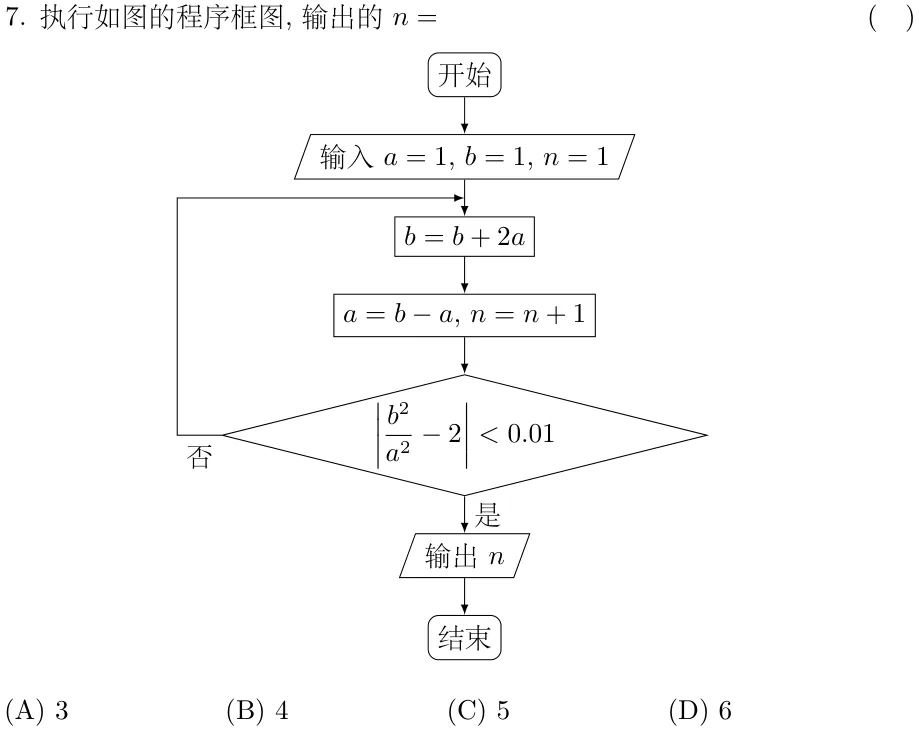 7. 执行如图的程序框图, 输出的 n = ( )
开始
输入 a = 1, b = 1, n = 1
b = b + 2a
a = b − a, n = n + 1
|b²/a² − 2| < 0.01
否
是
输出 n
结束
(A) 3 (B) 4 (C) 5 (D) 6